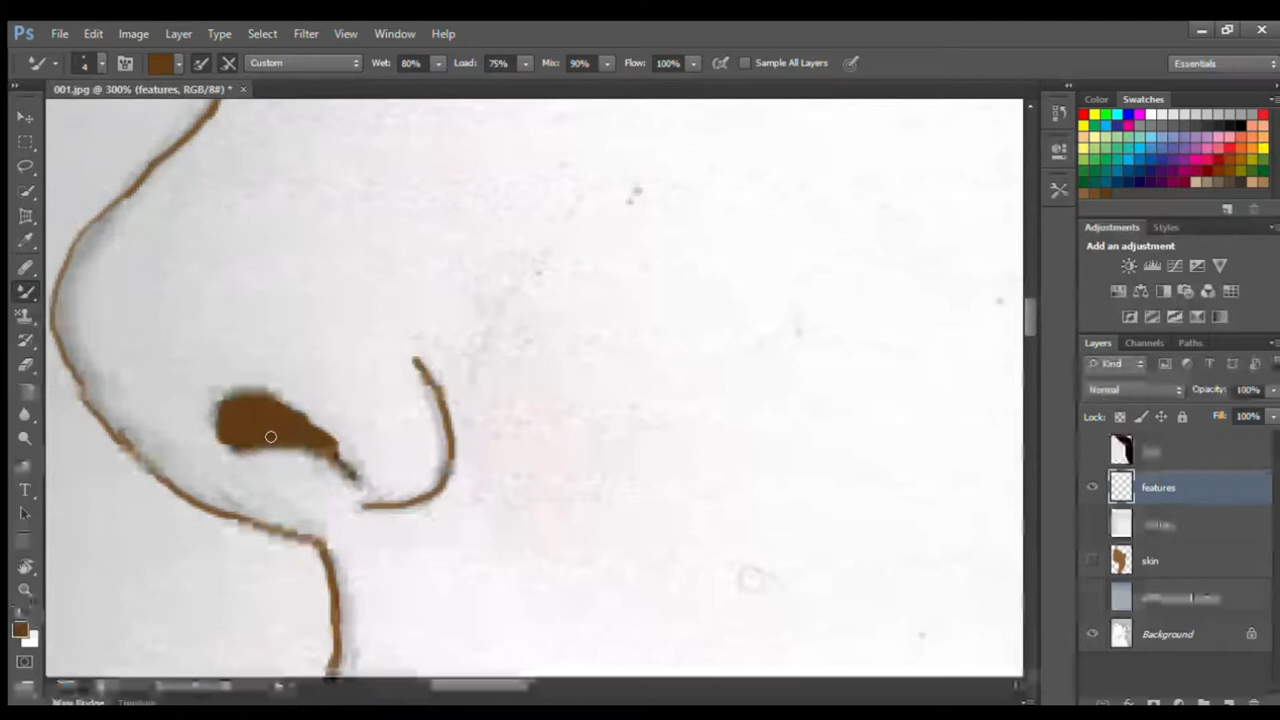 Ps File Edit Image Layer Type Select Filter View Window Help
4 Custom Wet: 80% Load: 75% Mix: 90% Flow: 100% Sample All Layers Essentials
001.jpg @ 300% (features, RGB/8#) * ×
Color Swatches
Adjustments Styles
Add an adjustment
Layers Channels Paths
Kind
Normal Opacity: 100%
Lock: Fill: 100%
features
skin
Background